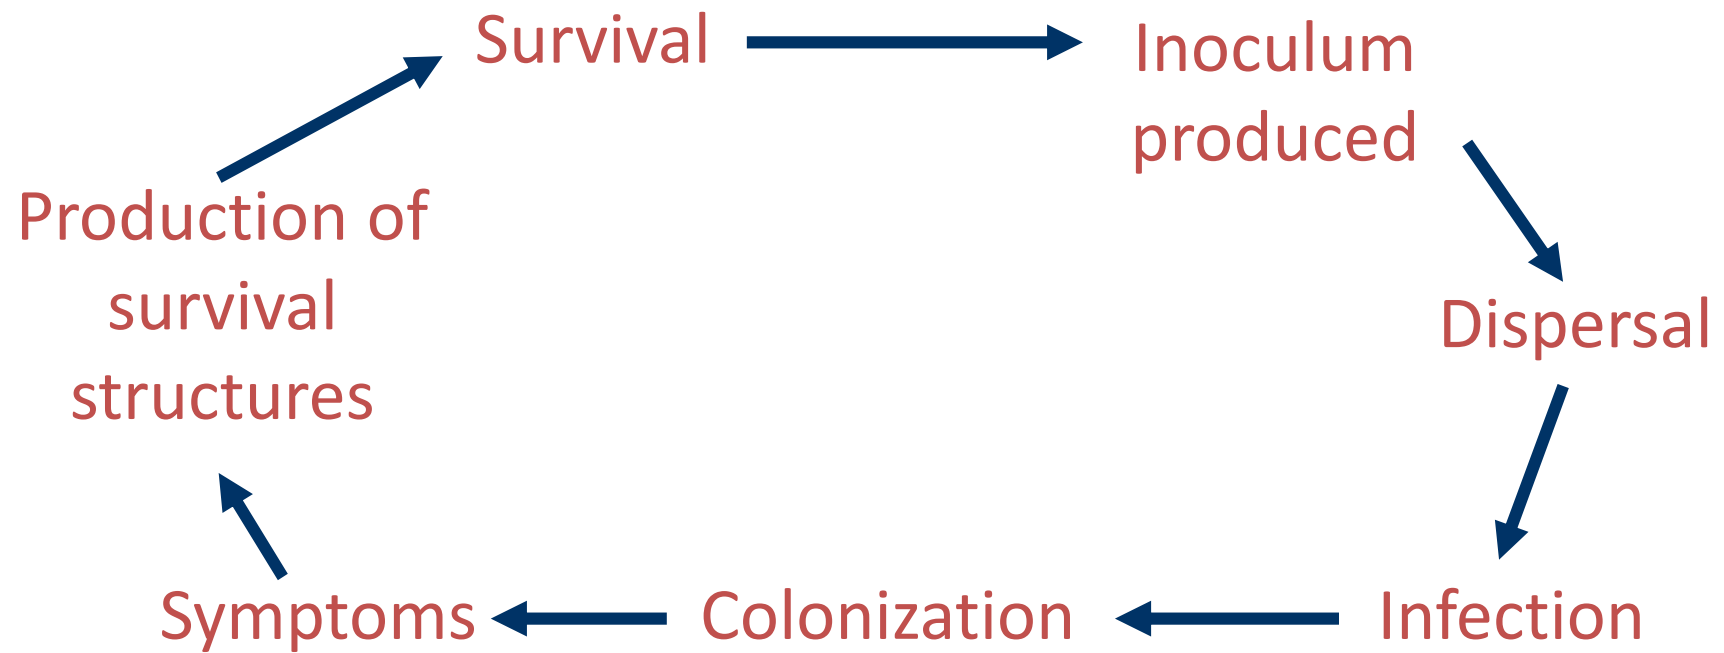 Survival
Inoculum
produced
Dispersal
Infection
Colonization
Symptoms
Production of
survival
structures